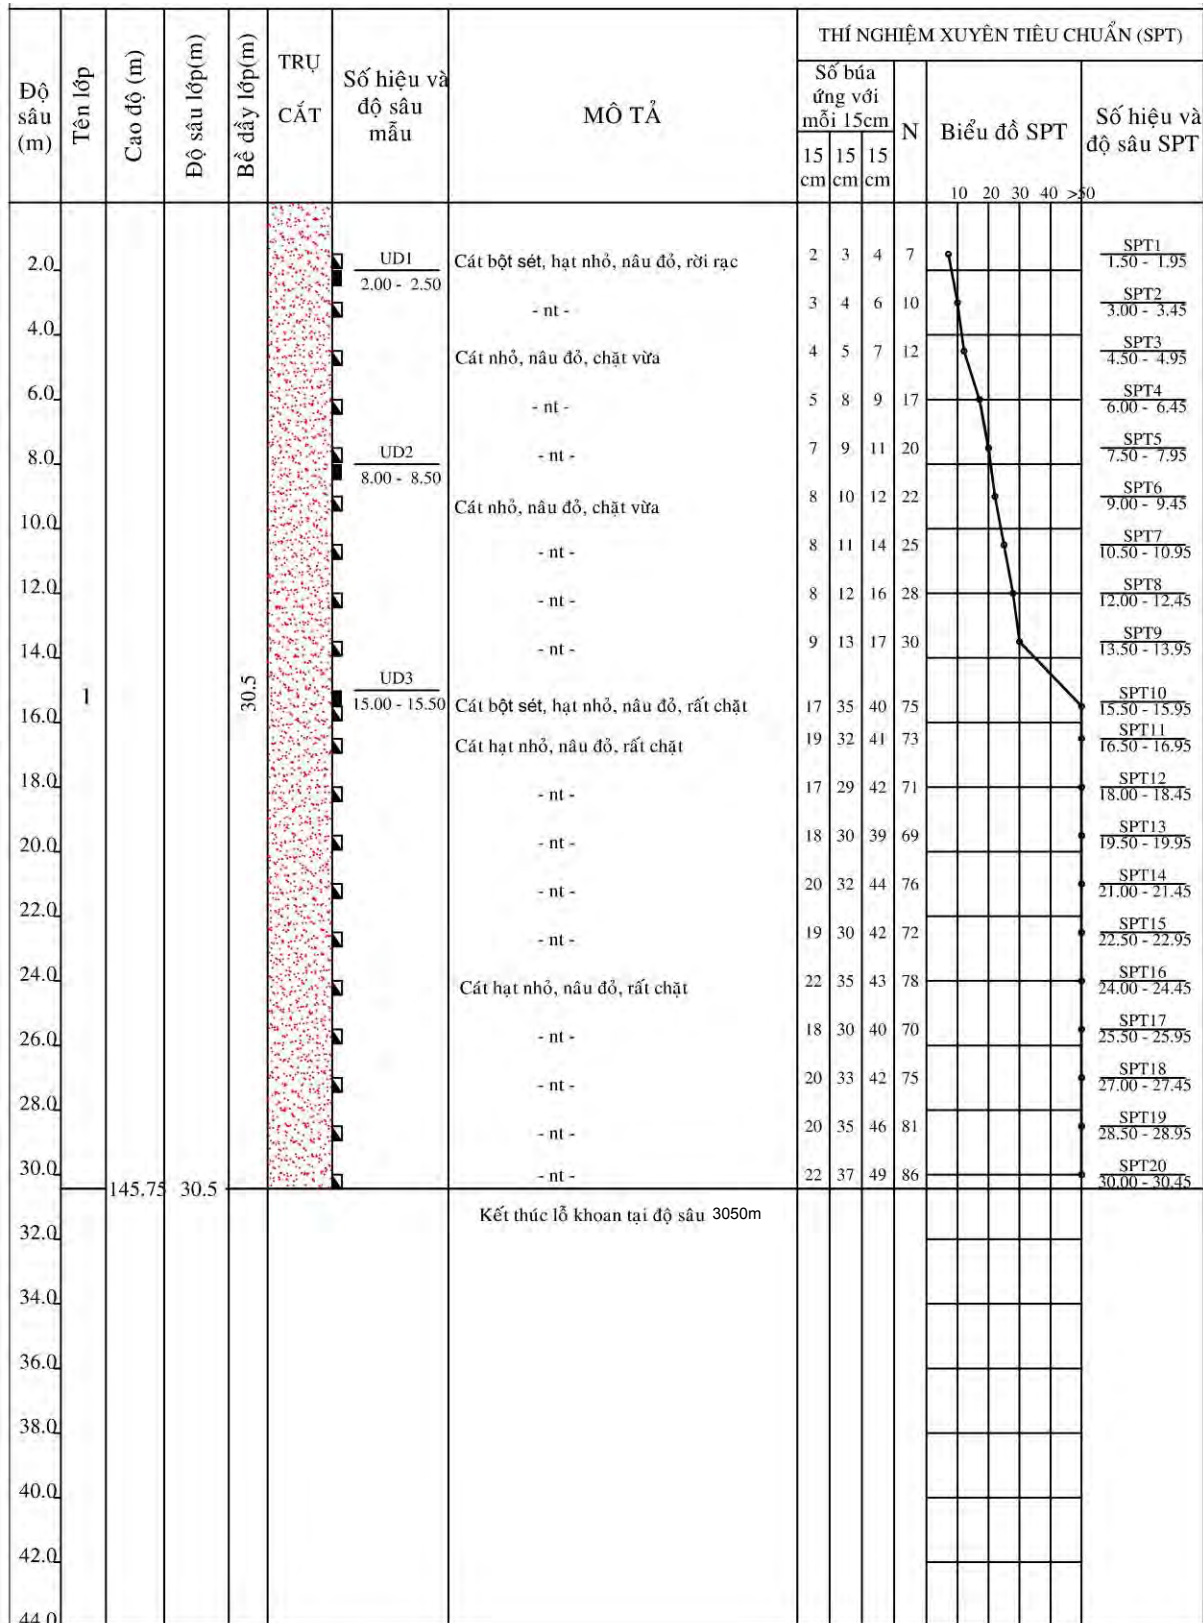 THÍ NGHIỆM XUYÊN TIÊU CHUẨN (SPT)
Độ sâu (m)
Tên lớp
Cao độ (m)
Độ sâu lớp(m)
Bề dầy lớp(m)
TRỤ
CẮT
Số hiệu và
độ sâu
mẫu
MÔ TẢ
Số búa
ứng với
mỗi 15cm
15 cm 15 cm 15 cm
N
Biểu đồ SPT
Số hiệu và
độ sâu SPT
10 20 30 40 >50
Cát bột sét, hạt nhỏ, nâu đỏ, rời rạc 2 3 4 7 SPT1
1.50 - 1.95
2.0 UD1
2.00 - 2.50
- nt - 3 4 6 10 SPT2
3.00 - 3.45
4.0
Cát nhỏ, nâu đỏ, chặt vừa 4 5 7 12 SPT3
4.50 - 4.95
6.0 - nt - 5 8 9 17 SPT4
6.00 - 6.45
- nt - 7 9 11 20 SPT5
7.50 - 7.95
8.0 UD2
8.00 - 8.50
Cát nhỏ, nâu đỏ, chặt vừa 8 10 12 22 SPT6
9.00 - 9.45
10.0
- nt - 8 11 14 25 SPT7
10.50 - 10.95
12.0 - nt - 8 12 16 28 SPT8
12.00 - 12.45
- nt - 9 13 17 30 SPT9
13.50 - 13.95
14.0
1 30.5 UD3
15.00 - 15.50
Cát bột sét, hạt nhỏ, nâu đỏ, rất chặt 17 35 40 75 SPT10
15.50 - 15.95
16.0
Cát hạt nhỏ, nâu đỏ, rất chặt 19 32 41 73 SPT11
16.50 - 16.95
18.0 - nt - 17 29 42 71 SPT12
18.00 - 18.45
- nt - 18 30 39 69 SPT13
19.50 - 19.95
20.0
- nt - 20 32 44 76 SPT14
21.00 - 21.45
22.0
- nt - 19 30 42 72 SPT15
22.50 - 22.95
24.0 Cát hạt nhỏ, nâu đỏ, rất chặt 22 35 43 78 SPT16
24.00 - 24.45
- nt - 18 30 40 70 SPT17
25.50 - 25.95
26.0
- nt - 20 33 42 75 SPT18
27.00 - 27.45
28.0
- nt - 20 35 46 81 SPT19
28.50 - 28.95
30.0 - nt - 22 37 49 86 SPT20
30.00 - 30.45
145.75 30.5
Kết thúc lỗ khoan tại độ sâu 3050m
32.0
34.0
36.0
38.0
40.0
42.0
44.0